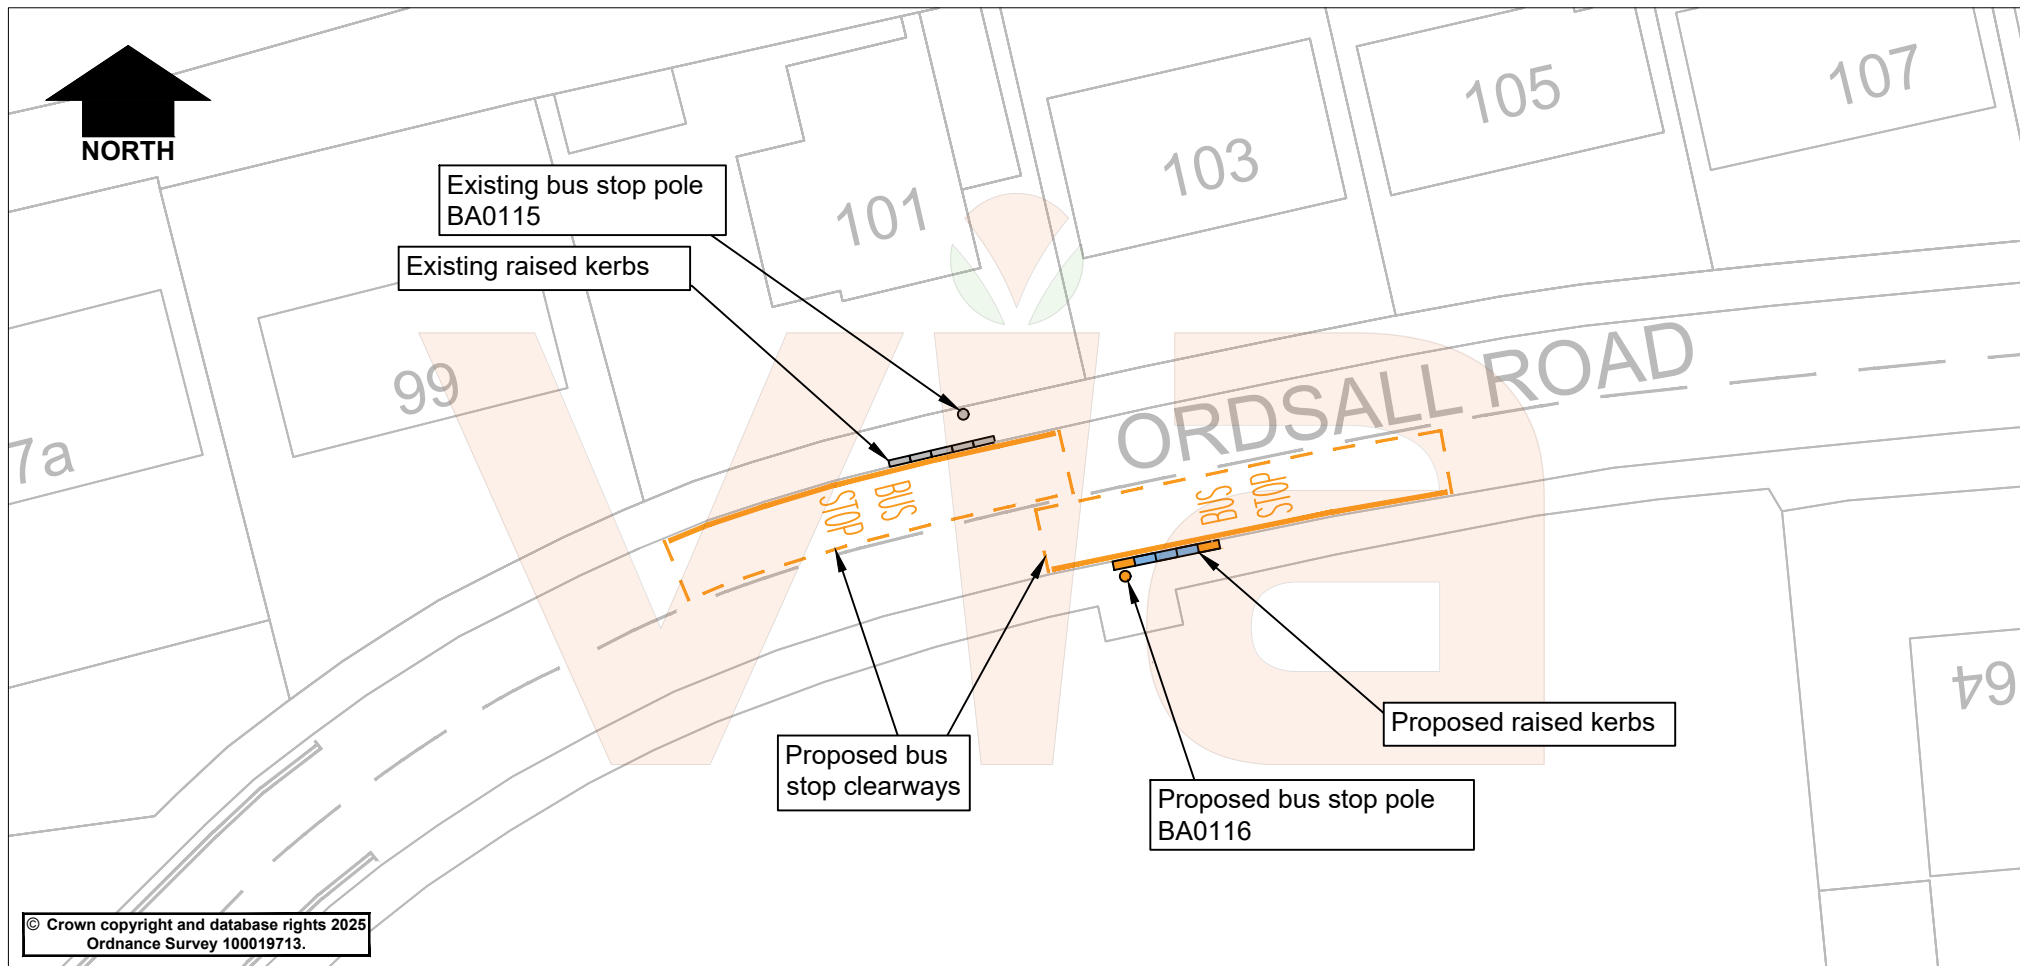 NORTH
Existing bus stop pole
BA0115
Existing raised kerbs
101
103
105
107
99
7a
ORDSALL ROAD
BUS
STOP
BUS
STOP
64
Proposed bus
stop clearways
Proposed raised kerbs
Proposed bus stop pole
BA0116
via
© Crown copyright and database rights 2025
Ordnance Survey 100019713.